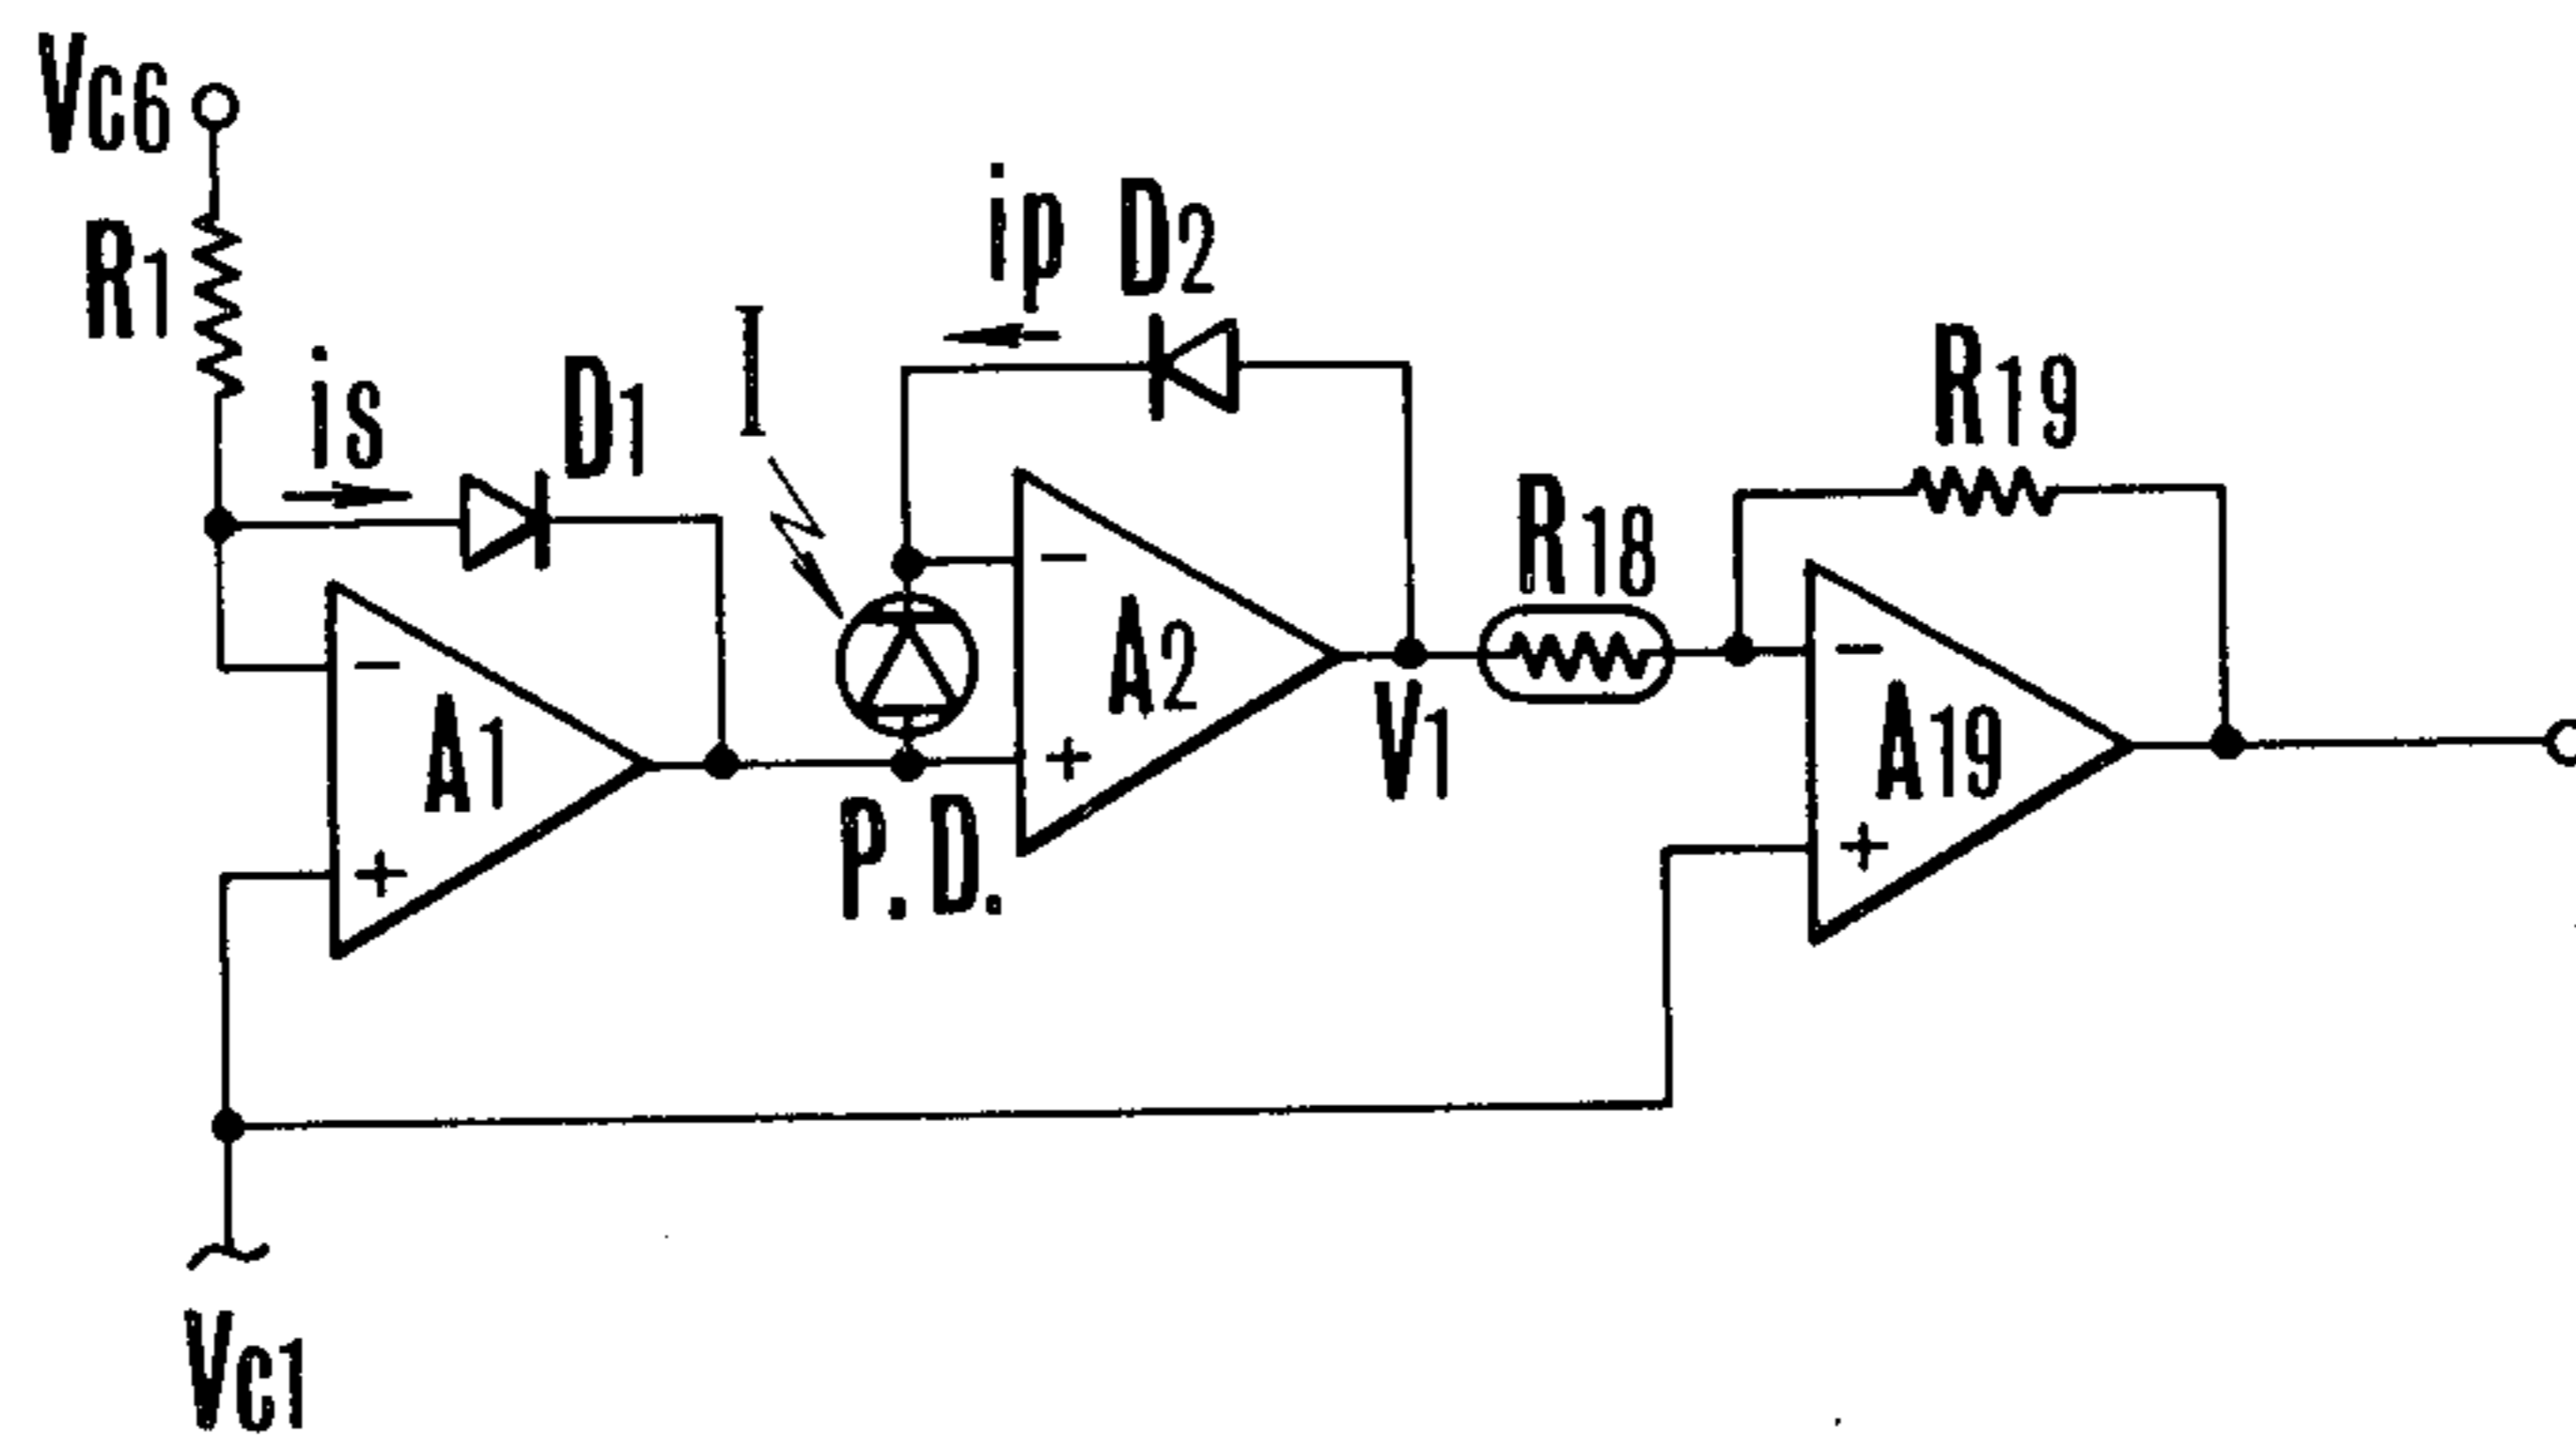 Vc6
R1
is
D1
I
ip
D2
R18
R19
−
A1
+
−
A2
+
P.D.
V1
−
A19
+
Vc1